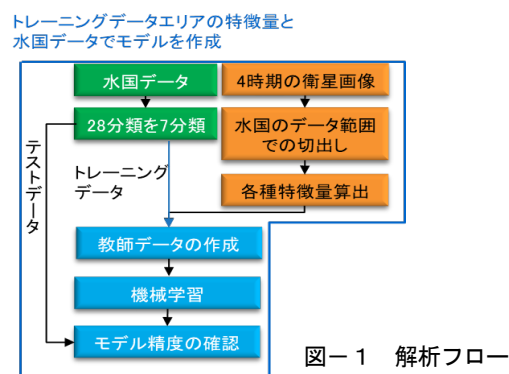 トレーニングデータエリアの特徴量と
水国データでモデルを作成
水国データ
4時期の衛星画像
28分類を7分類
水国のデータ範囲
での切出し
テストデータ
トレーニング
データ
各種特徴量算出
教師データの作成
機械学習
モデル精度の確認
図－1　解析フロー